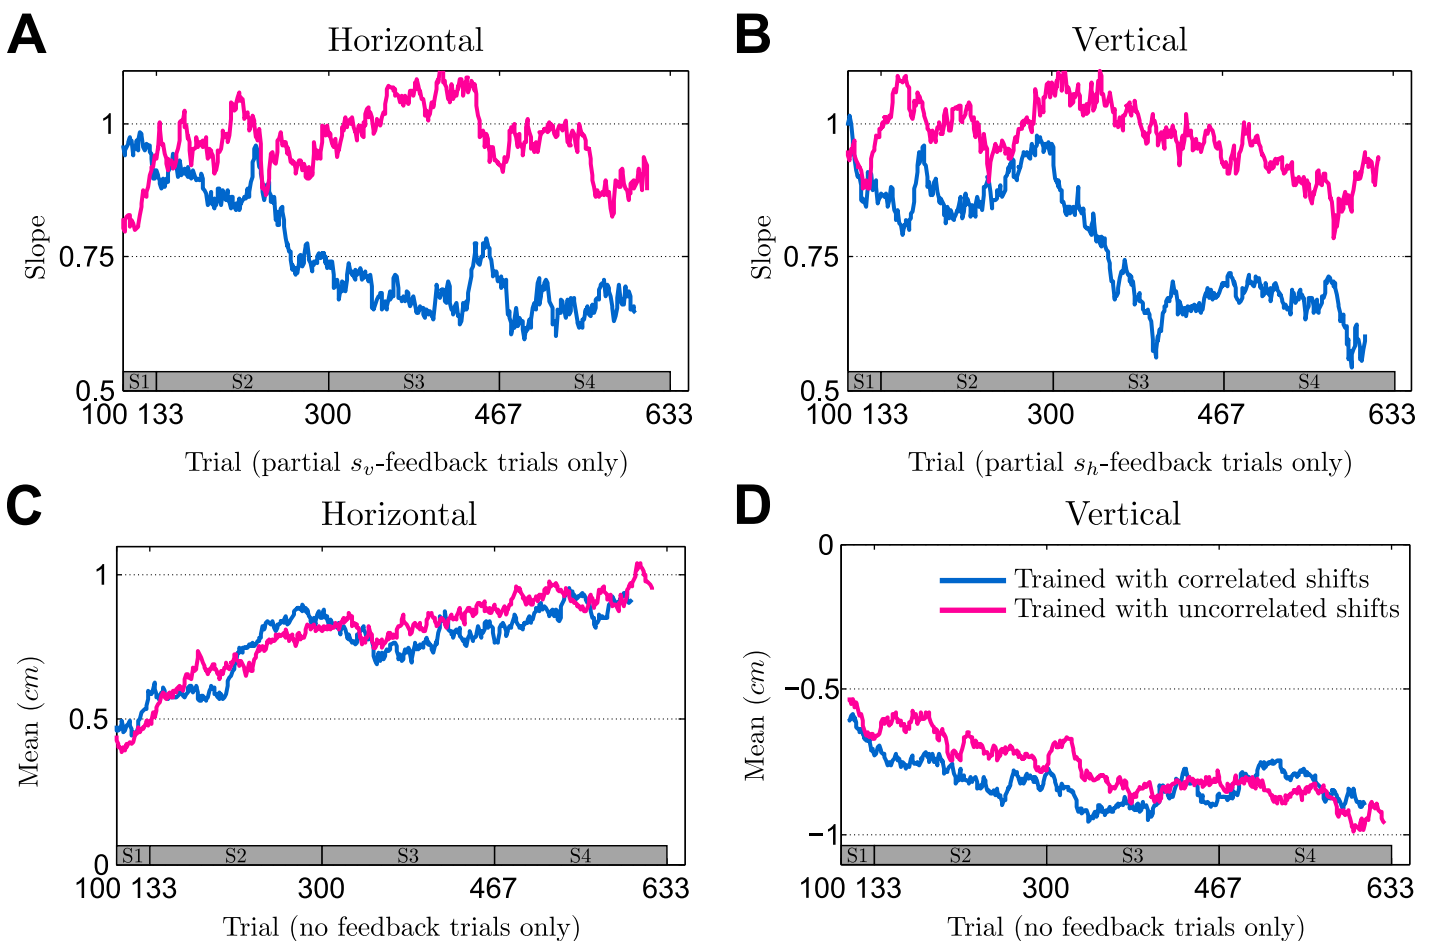 A
Horizontal
1
0.75
0.5
Slope
S1 S2 S3 S4
100 133 300 467 633
Trial (partial s_v-feedback trials only)
B
Vertical
1
0.75
0.5
Slope
S1 S2 S3 S4
100 133 300 467 633
Trial (partial s_h-feedback trials only)
C
Horizontal
1
0.5
0
Mean (cm)
S1 S2 S3 S4
100 133 300 467 633
Trial (no feedback trials only)
D
Vertical
0
−0.5
−1
Mean (cm)
Trained with correlated shifts
Trained with uncorrelated shifts
S1 S2 S3 S4
100 133 300 467 633
Trial (no feedback trials only)